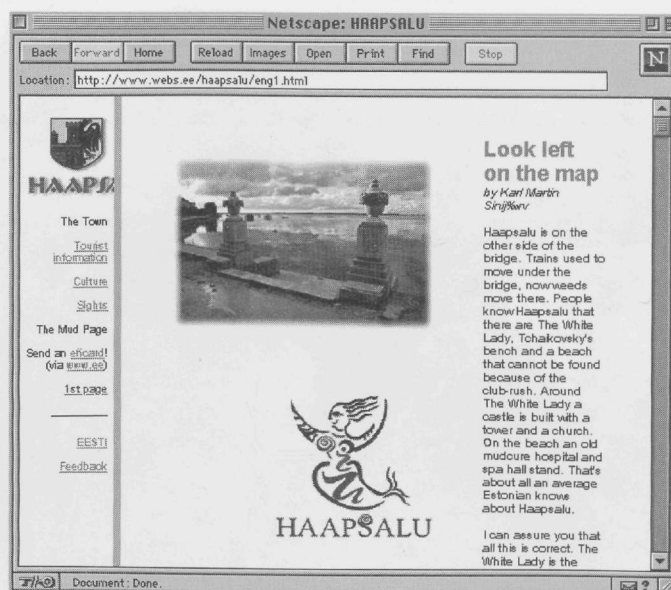 Netscape: HAAPSALU
Back Forward Home Reload Images Open Print Find Stop
N
Location: http://www.webs.ee/haapsalu/eng1.html
HAAPSA
The Town
Tourist
information
Culture
Sights
The Mud Page
Send an
(via www.ee)
1st page
EESTI
Feedback
HAAPSALU
Look left
on the map
by Karl Martin
Sinij‰rv
Haapsalu is on the
other side of the
bridge. Trains used to
move under the
bridge, now weeds
move there. People
know Haapsalu that
there are The White
Lady, Tchaikovsky's
bench and a beach
that cannot be found
because of the
club-rush. Around
The White Lady a
castle is built with a
tower and a church.
On the beach an old
mudcure hospital and
spa hall stand. That's
about all an average
Estonian knows
about Haapsalu.
I can assure you that
all this is correct. The
White Lady is the
Document: Done.
?